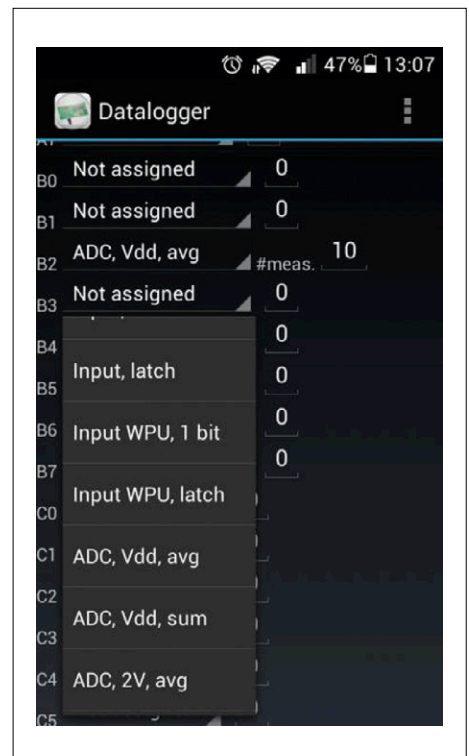 47% 13:07
Datalogger
A1
B0 Not assigned 0
B1 Not assigned 0
B2 ADC, Vdd, avg #meas. 10
B3 Not assigned 0
B4 0
Input, latch
B5 0
B6 Input WPU, 1 bit 0
B7 0
Input WPU, latch
C0
C1 ADC, Vdd, avg
C2
ADC, Vdd, sum
C3
C4 ADC, 2V, avg
C5